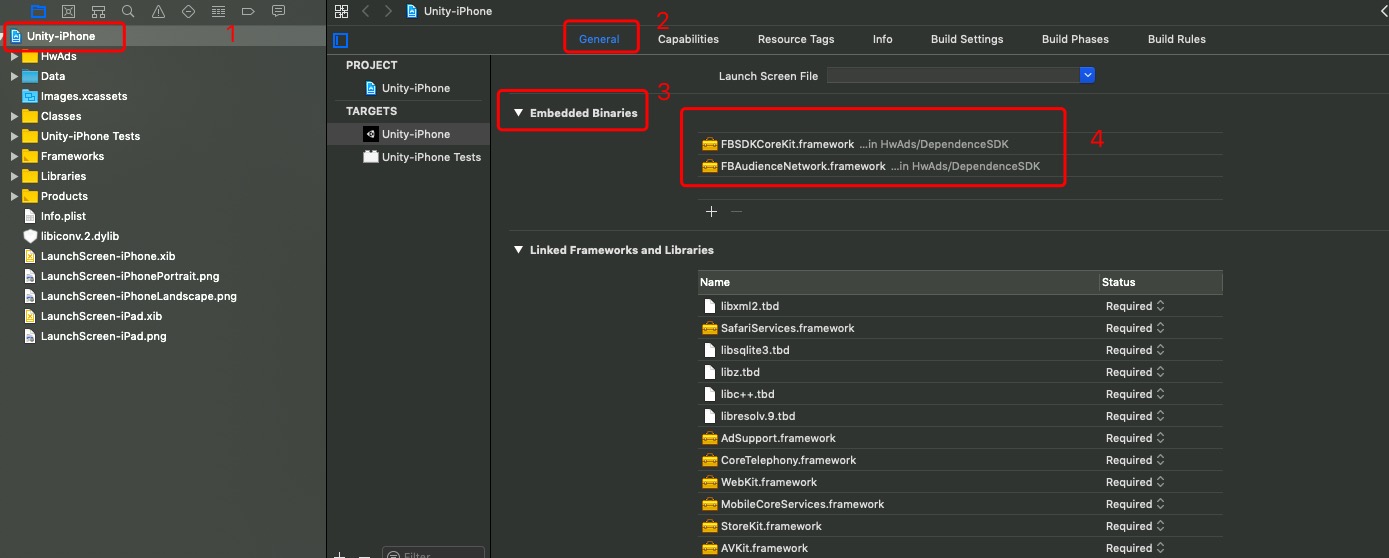 Unity-iPhone
1
HwAds
Data
Images.xcassets
Classes
Unity-iPhone Tests
Frameworks
Libraries
Products
Info.plist
libiconv.2.dylib
LaunchScreen-iPhone.xib
LaunchScreen-iPhonePortrait.png
LaunchScreen-iPhoneLandscape.png
LaunchScreen-iPad.xib
LaunchScreen-iPad.png
Unity-iPhone
2
General Capabilities Resource Tags Info Build Settings Build Phases Build Rules
PROJECT
Unity-iPhone
TARGETS
Unity-iPhone
Unity-iPhone Tests
Filter
Launch Screen File
3
Embedded Binaries
4
FBSDKCoreKit.framework ...in HwAds/DependenceSDK
FBAudienceNetwork.framework ...in HwAds/DependenceSDK
Linked Frameworks and Libraries
Name Status
libxml2.tbd Required
SafariServices.framework Required
libsqlite3.tbd Required
libz.tbd Required
libc++.tbd Required
libresolv.9.tbd Required
AdSupport.framework Required
CoreTelephony.framework Required
WebKit.framework Required
MobileCoreServices.framework Required
StoreKit.framework Required
AVKit.framework Required